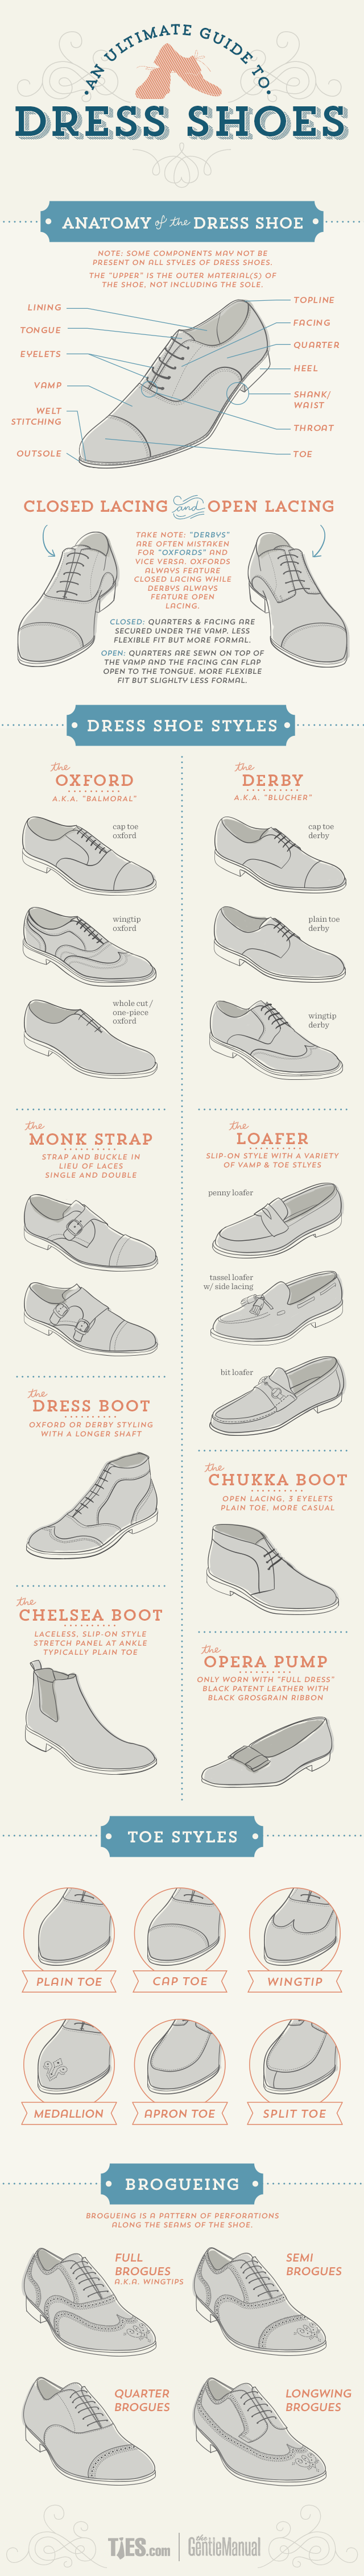 AN ULTIMATE GUIDE TO
DRESS SHOES
ANATOMY of the DRESS SHOE
NOTE: SOME COMPONENTS MAY NOT BE
PRESENT ON ALL STYLES OF DRESS SHOES.
THE "UPPER" IS THE OUTER MATERIAL(S) OF
THE SHOE, NOT INCLUDING THE SOLE.
LINING
TONGUE
EYELETS
VAMP
WELT
STITCHING
OUTSOLE
TOPLINE
FACING
QUARTER
HEEL
SHANK/
WAIST
THROAT
TOE
CLOSED LACING and OPEN LACING
TAKE NOTE: "DERBYS"
ARE OFTEN MISTAKEN
FOR "OXFORDS" AND
VICE VERSA. OXFORDS
ALWAYS FEATURE
CLOSED LACING WHILE
DERBYS ALWAYS
FEATURE OPEN
LACING.
CLOSED: QUARTERS & FACING ARE
SECURED UNDER THE VAMP. LESS
FLEXIBLE FIT BUT MORE FORMAL.
OPEN: QUARTERS ARE SEWN ON TOP OF
THE VAMP AND THE FACING CAN FLAP
OPEN TO THE TONGUE. MORE FLEXIBLE
FIT BUT SLIGHLTY LESS FORMAL.
DRESS SHOE STYLES
the
OXFORD
A.K.A. "BALMORAL"
cap toe
oxford
wingtip
oxford
whole cut /
one-piece
oxford
the
DERBY
A.K.A. "BLUCHER"
cap toe
derby
plain toe
derby
wingtip
derby
the
MONK STRAP
STRAP AND BUCKLE IN
LIEU OF LACES
SINGLE AND DOUBLE
the
LOAFER
SLIP-ON STYLE WITH A VARIETY
OF VAMP & TOE STLYES
penny loafer
tassel loafer
w/ side lacing
bit loafer
the
DRESS BOOT
OXFORD OR DERBY STYLING
WITH A LONGER SHAFT
the
CHUKKA BOOT
OPEN LACING, 3 EYELETS
PLAIN TOE, MORE CASUAL
the
CHELSEA BOOT
LACELESS, SLIP-ON STYLE
STRETCH PANEL AT ANKLE
TYPICALLY PLAIN TOE
the
OPERA PUMP
ONLY WORN WITH "FULL DRESS"
BLACK PATENT LEATHER WITH
BLACK GROSGRAIN RIBBON
TOE STYLES
PLAIN TOE
CAP TOE
WINGTIP
MEDALLION
APRON TOE
SPLIT TOE
BROGUEING
BROGUEING IS A PATTERN OF PERFORATIONS
ALONG THE SEAMS OF THE SHOE.
FULL
BROGUES
A.K.A. WINGTIPS
SEMI
BROGUES
QUARTER
BROGUES
LONGWING
BROGUES
TIES.com
the GentleManual